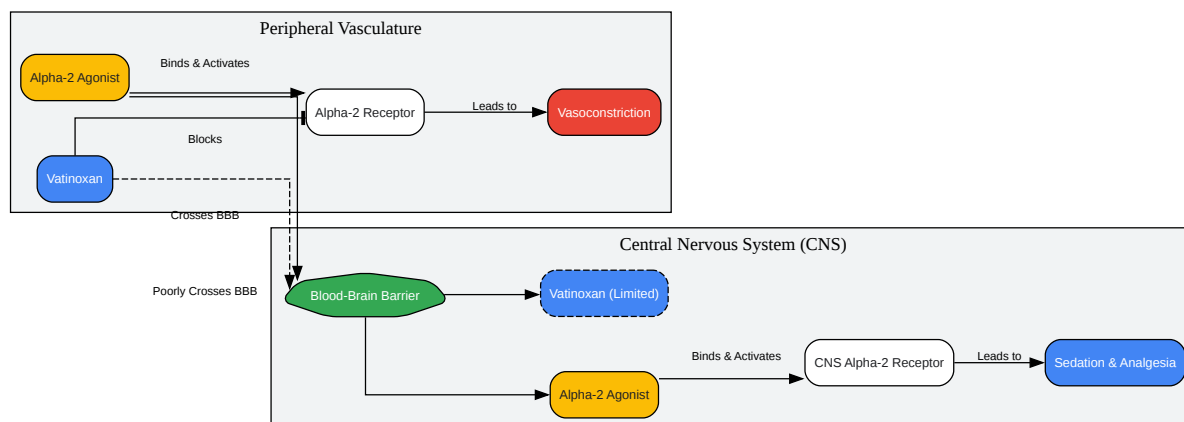 Peripheral Vasculature
Alpha-2 Agonist
Binds & Activates
Alpha-2 Receptor
Leads to
Vasoconstriction
Blocks
Vatinoxan
Crosses BBB
Central Nervous System (CNS)
Poorly Crosses BBB
Blood-Brain Barrier
Vatinoxan (Limited)
Alpha-2 Agonist
Binds & Activates
CNS Alpha-2 Receptor
Leads to
Sedation & Analgesia